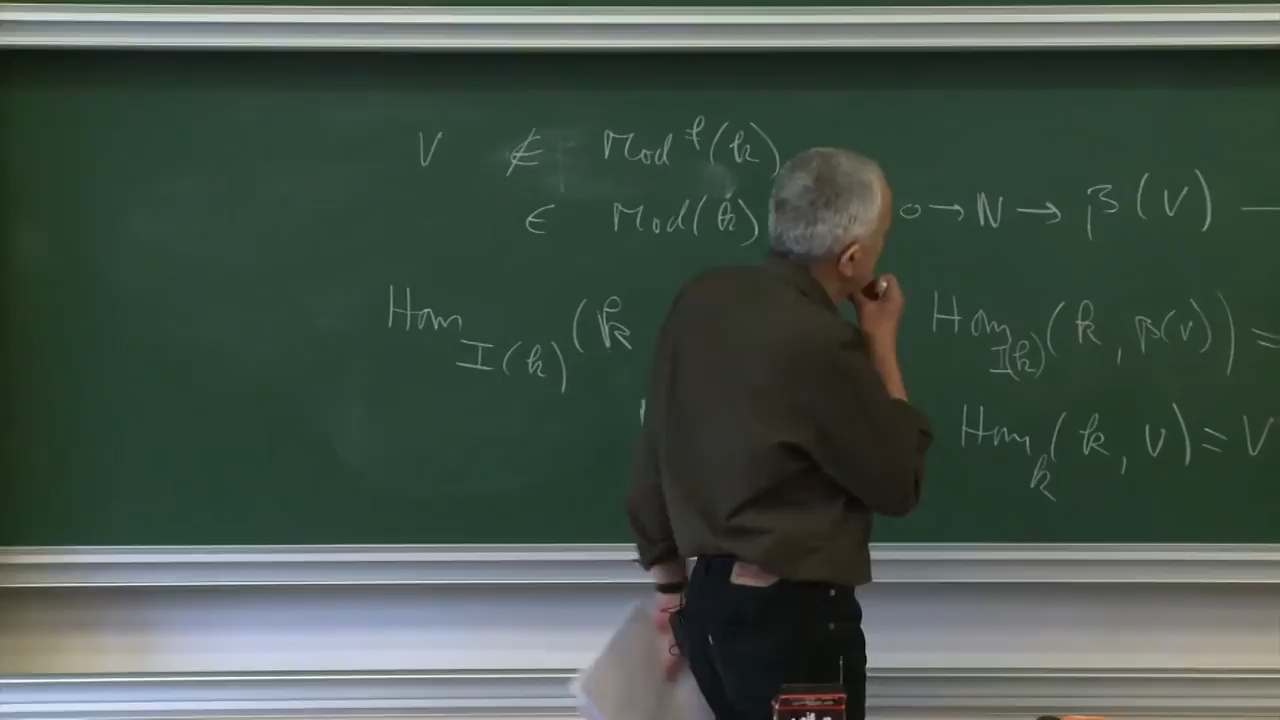 V ∉ Mod^f(k)
∈ Mod(k)
0 → N → β(V) —
Hom_{I(k)}(k
Hom_{I(k)}(k, β(V)) =
Hom_k(k, V) = V